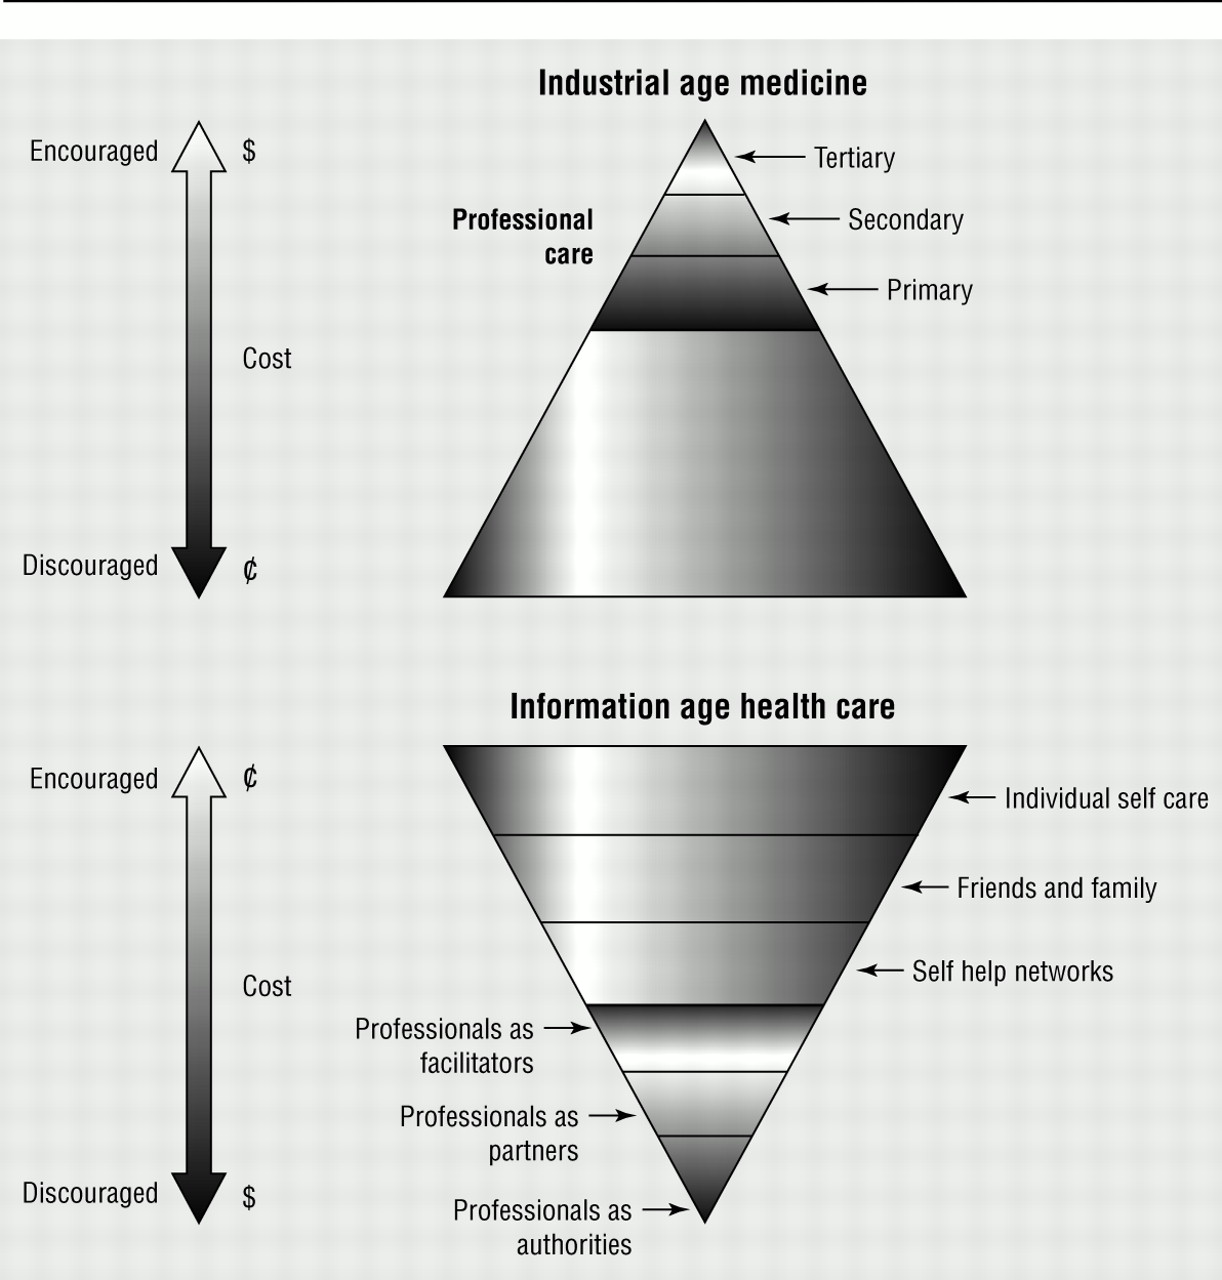 Industrial age medicine
Encouraged
$
Tertiary
Professional
care
Secondary
Primary
Cost
Discouraged
¢
Information age health care
Encouraged
¢
Individual self care
Friends and family
Self help networks
Cost
Professionals as
facilitators
Professionals as
partners
Discouraged
$
Professionals as
authorities